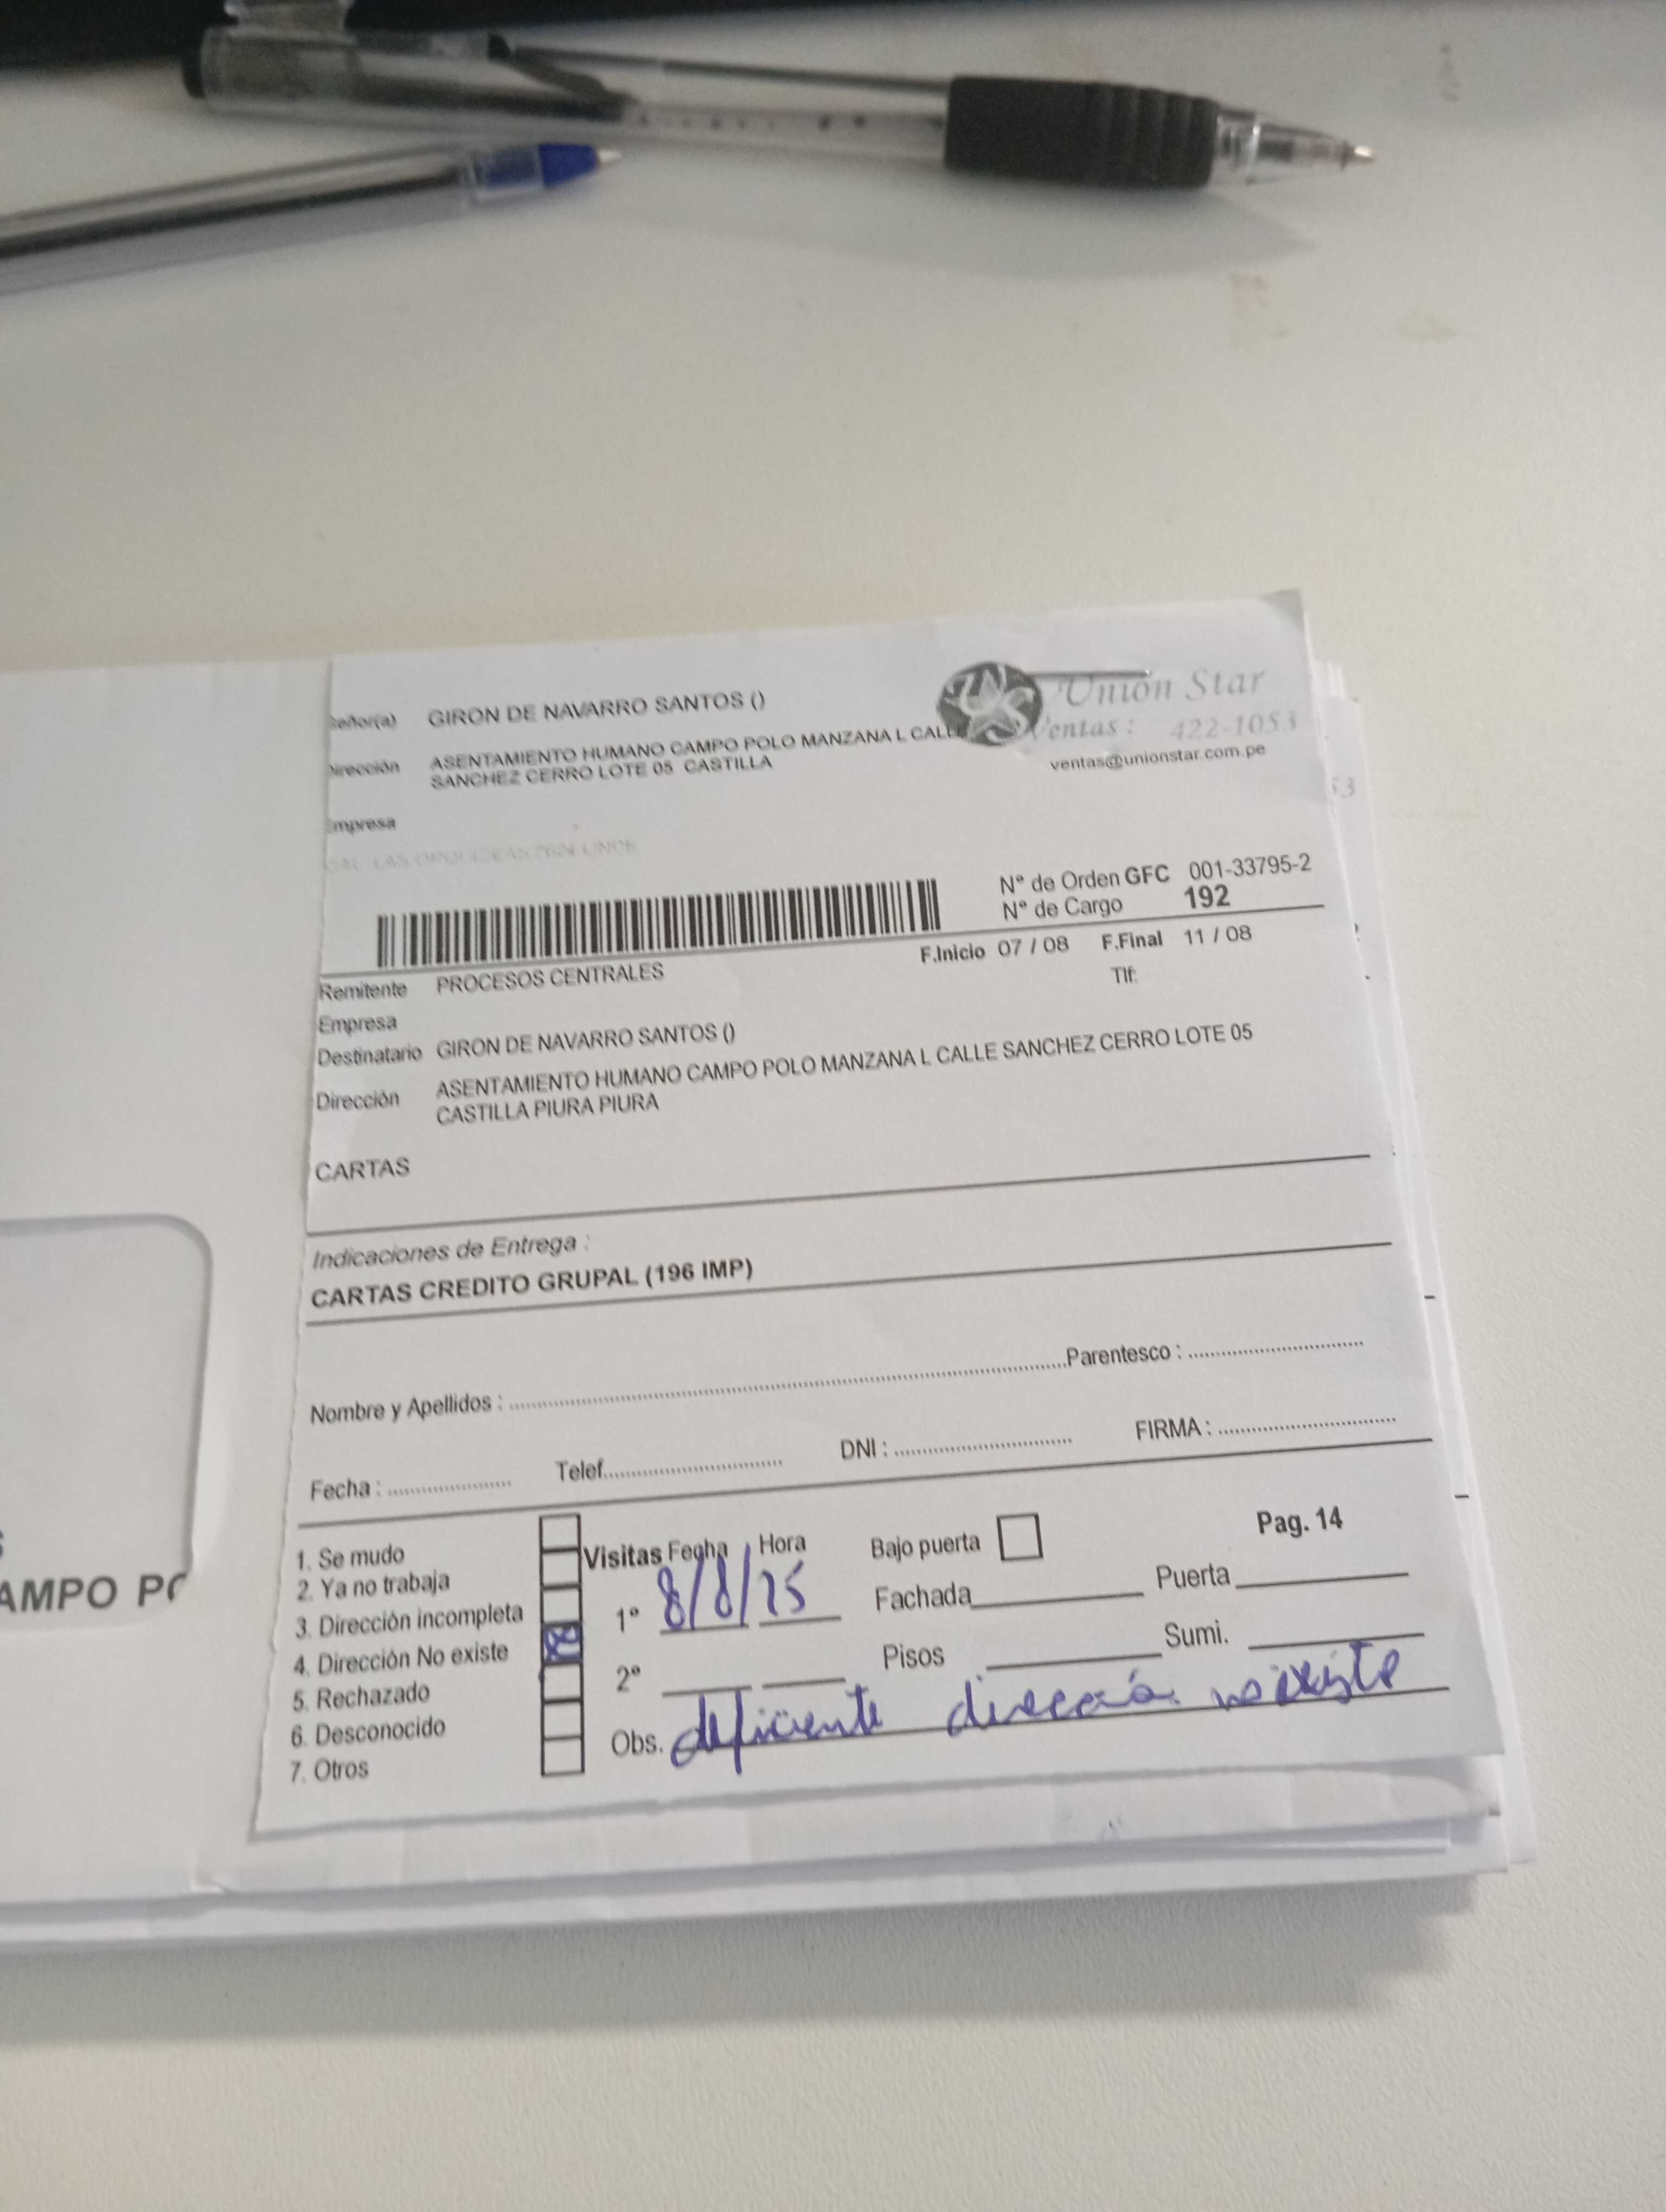 Señor(a) GIRON DE NAVARRO SANTOS ()
Dirección ASENTAMIENTO HUMANO CAMPO POLO MANZANA L CALLE
SANCHEZ CERRO LOTE 05 CASTILLA
Empresa
Unión Star
Ventas : 422-1053
ventas@unionstar.com.pe
53
N° de Orden GFC 001-33795-2
N° de Cargo 192
F.Inicio 07 / 08 F.Final 11 / 08
Remitente PROCESOS CENTRALES
Tlf:
Empresa
Destinatario GIRON DE NAVARRO SANTOS ()
Dirección ASENTAMIENTO HUMANO CAMPO POLO MANZANA L CALLE SANCHEZ CERRO LOTE 05
CASTILLA PIURA PIURA
CARTAS
Indicaciones de Entrega :
CARTAS CREDITO GRUPAL (196 IMP)
Nombre y Apellidos : Parentesco :
Fecha : Telef. DNI : FIRMA :
1. Se mudo
2. Ya no trabaja
3. Dirección incompleta
4. Dirección No existe
5. Rechazado
6. Desconocido
7. Otros
Visitas Fecha Hora Bajo puerta Pag. 14
1° 8/8/25 Fachada Puerta
2° Pisos Sumi.
Obs. deficiente dirección no existe
AMPO PO